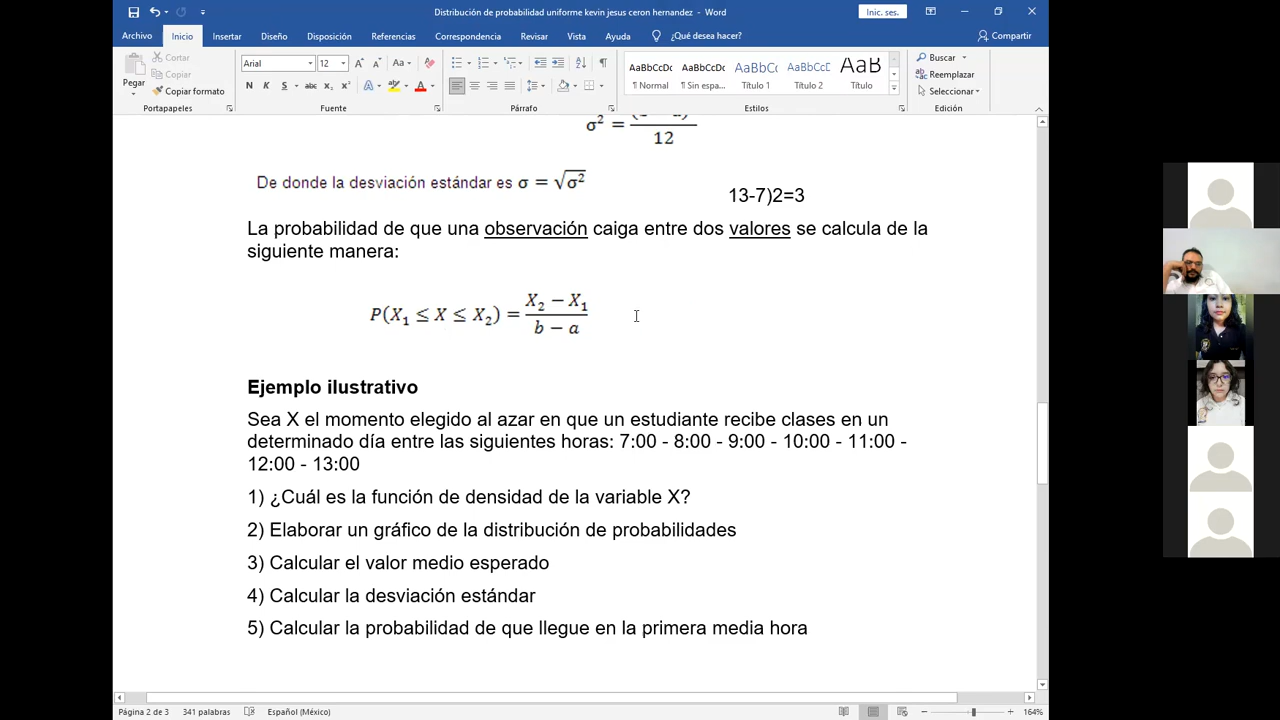 Distribución de probabilidad uniforme kevin jesus ceron hernandez - Word
Inic. ses.
Archivo Inicio Insertar Diseño Disposición Referencias Correspondencia Revisar Vista Ayuda ¿Qué desea hacer? Compartir
Pegar
Cortar
Copiar
Copiar formato
Portapapeles
Arial 12
N K S abc x₂ x²
Fuente
Párrafo
AaBbCcDc AaBbCcDc AaBbCc AaBbCcC AaB
¶ Normal ¶ Sin espa... Título 1 Título 2 Título
Estilos
Buscar
Reemplazar
Seleccionar
Edición
σ² = 
12
De donde la desviación estándar es σ = √σ²
13-7)2=3
La probabilidad de que una observación caiga entre dos valores se calcula de la
siguiente manera:
P(X₁ ≤ X ≤ X₂) = (X₂ − X₁)/(b − a)
Ejemplo ilustrativo
Sea X el momento elegido al azar en que un estudiante recibe clases en un
determinado día entre las siguientes horas: 7:00 - 8:00 - 9:00 - 10:00 - 11:00 -
12:00 - 13:00
1) ¿Cuál es la función de densidad de la variable X?
2) Elaborar un gráfico de la distribución de probabilidades
3) Calcular el valor medio esperado
4) Calcular la desviación estándar
5) Calcular la probabilidad de que llegue en la primera media hora
Página 2 de 3 341 palabras Español (México) 164%